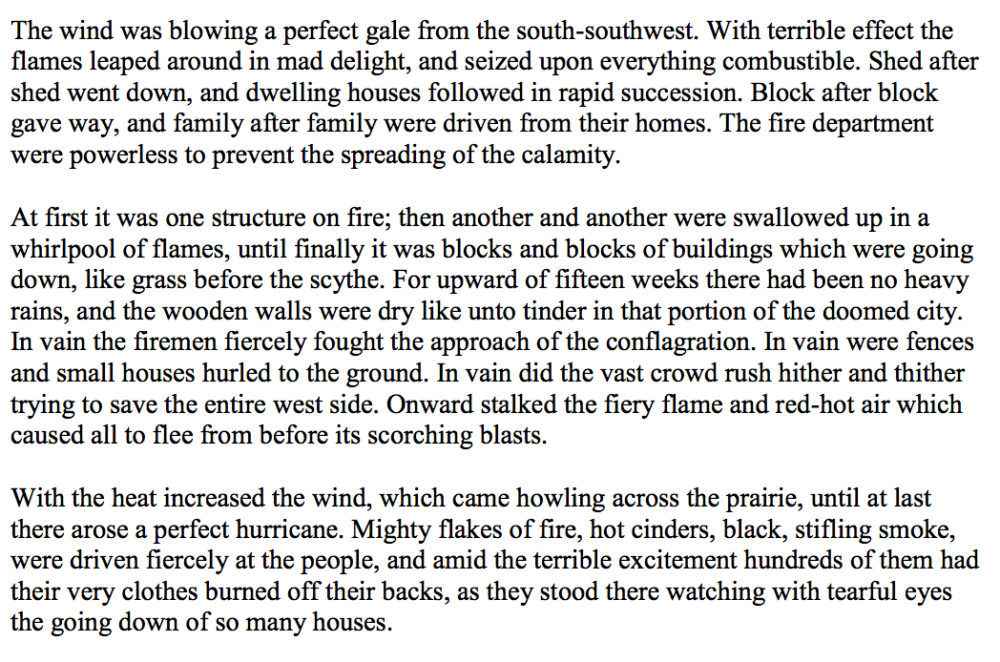 The wind was blowing a perfect gale from the south-southwest. With terrible effect the
flames leaped around in mad delight, and seized upon everything combustible. Shed after
shed went down, and dwelling houses followed in rapid succession. Block after block
gave way, and family after family were driven from their homes. The fire department
were powerless to prevent the spreading of the calamity.

At first it was one structure on fire; then another and another were swallowed up in a
whirlpool of flames, until finally it was blocks and blocks of buildings which were going
down, like grass before the scythe. For upward of fifteen weeks there had been no heavy
rains, and the wooden walls were dry like unto tinder in that portion of the doomed city.
In vain the firemen fiercely fought the approach of the conflagration. In vain were fences
and small houses hurled to the ground. In vain did the vast crowd rush hither and thither
trying to save the entire west side. Onward stalked the fiery flame and red-hot air which
caused all to flee from before its scorching blasts.

With the heat increased the wind, which came howling across the prairie, until at last
there arose a perfect hurricane. Mighty flakes of fire, hot cinders, black, stifling smoke,
were driven fiercely at the people, and amid the terrible excitement hundreds of them had
their very clothes burned off their backs, as they stood there watching with tearful eyes
the going down of so many houses.